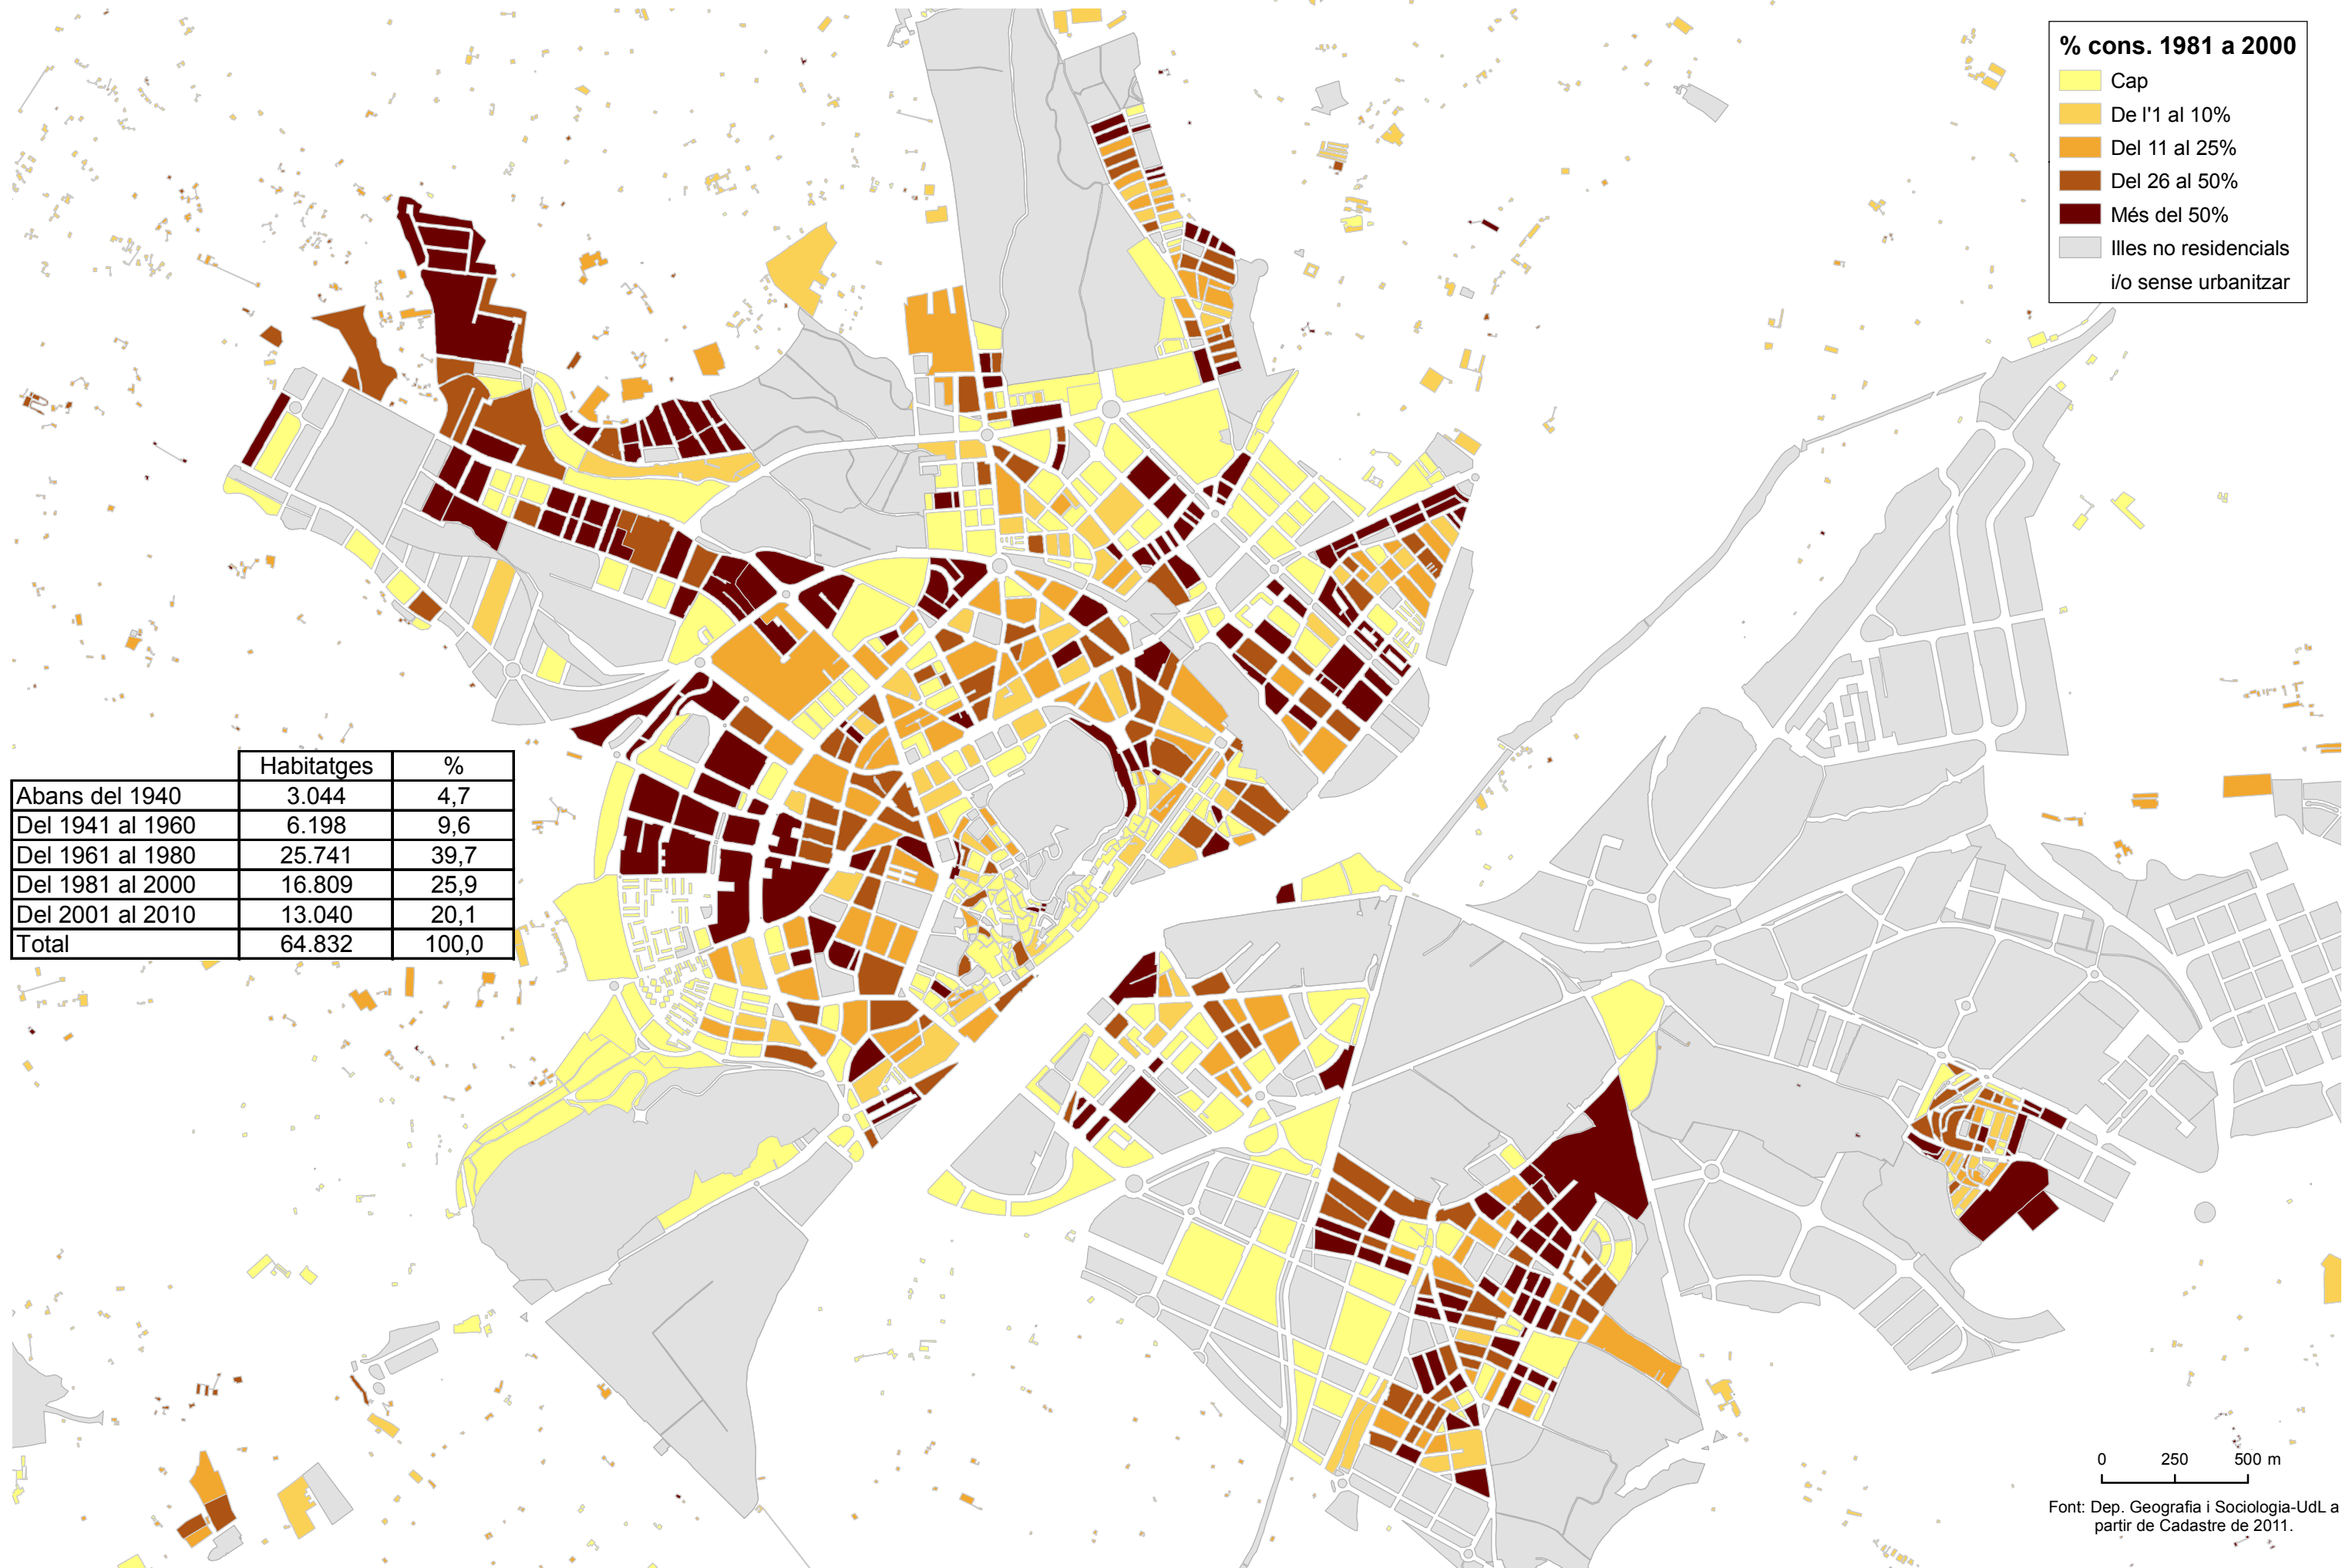 % cons. 1981 a 2000
Cap
De l'1 al 10%
Del 11 al 25%
Del 26 al 50%
Més del 50%
Illes no residencials
i/o sense urbanitzar
Habitatges %
Abans del 1940 3.044 4,7
Del 1941 al 1960 6.198 9,6
Del 1961 al 1980 25.741 39,7
Del 1981 al 2000 16.809 25,9
Del 2001 al 2010 13.040 20,1
Total 64.832 100,0
0 250 500 m
Font: Dep. Geografia i Sociologia-UdL a
partir de Cadastre de 2011.